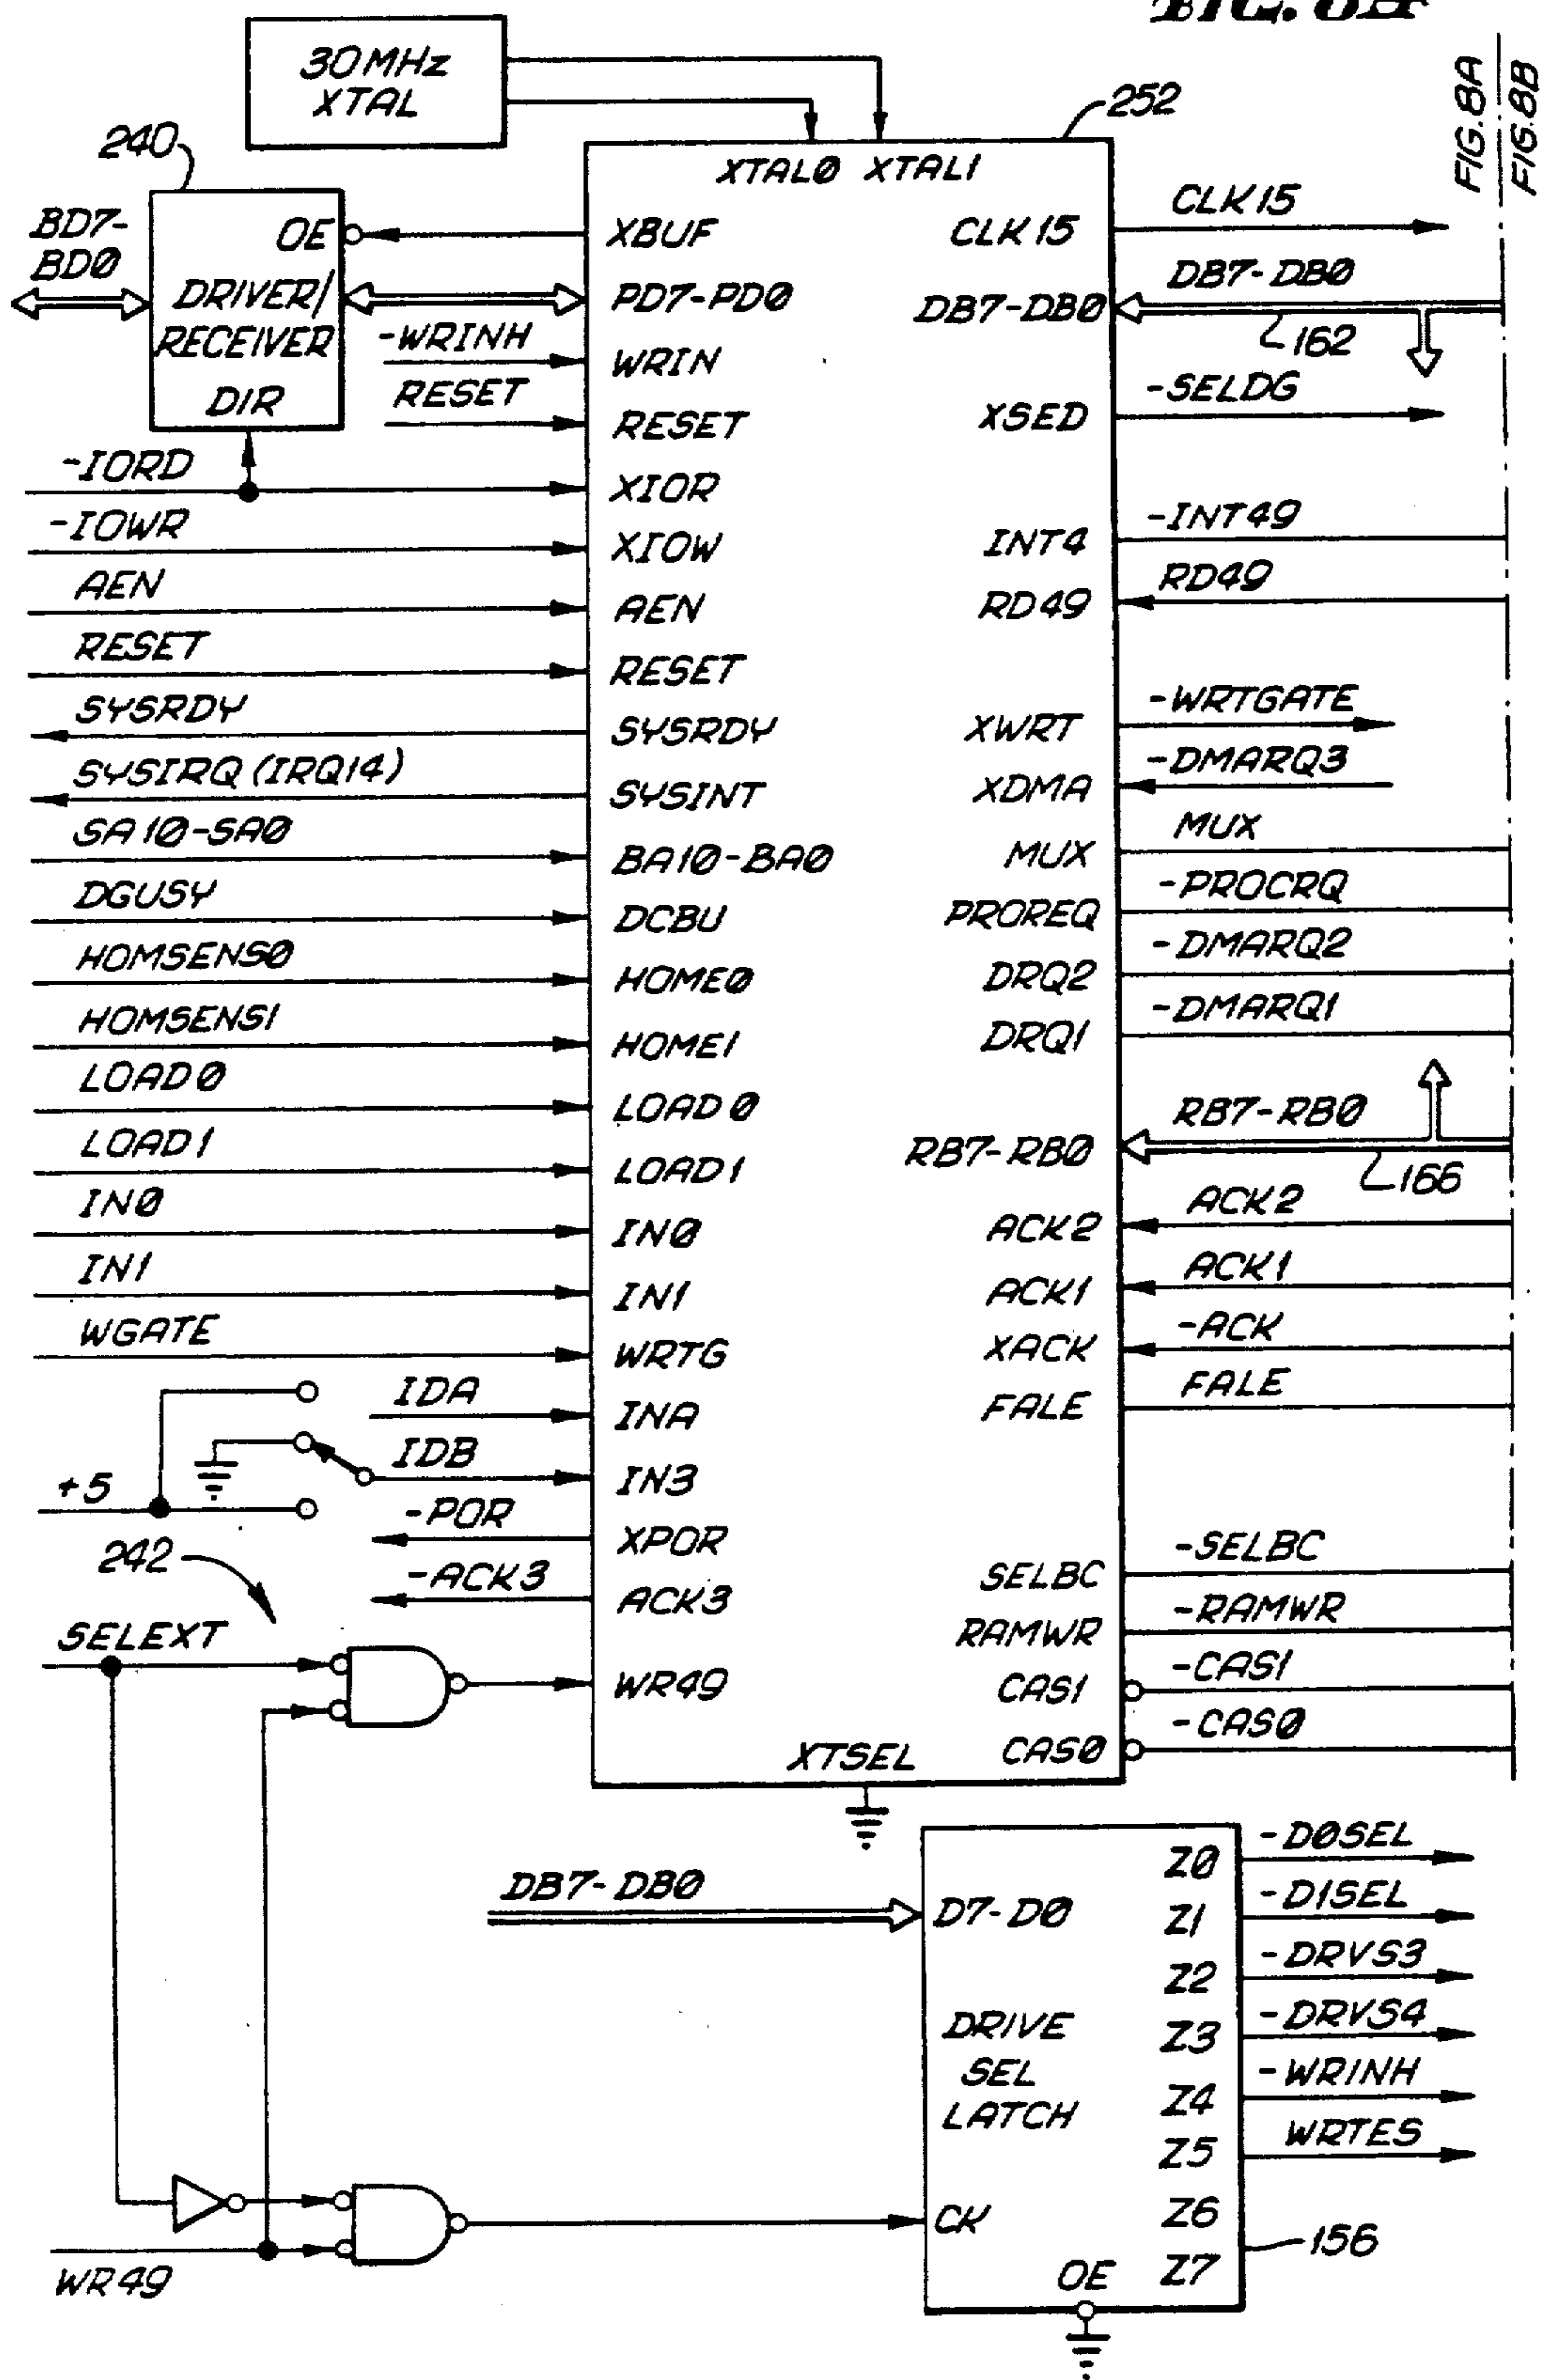 30MHz
XTAL
FIG. 8A
FIG. 8B
240
252
XTAL0 XTAL1
BD7-
BD0
OE
DRIVER/
RECEIVER
DIR
XBUF
CLK15
CLK15
PD7-PD0
DB7-DB0
DB7-DB0
162
-WRINH
WRIN
RESET
RESET
XSED
-SELDG
-IORD
XIOR
-IOWR
XIOW
INT4
-INT49
AEN
AEN
RD49
RD49
RESET
RESET
SYSRDY
SYSRDY
XWRT
-WRTGATE
SYSIRQ (IRQ14)
SYSINT
XDMA
-DMARQ3
SA10-SA0
BA10-BA0
MUX
MUX
DGUSY
DCBU
PROREQ
-PROCRQ
HOMSENS0
HOME0
DRQ2
-DMARQ2
HOMSENS1
HOME1
DRQ1
-DMARQ1
LOAD0
LOAD0
LOAD1
LOAD1
RB7-RB0
RB7-RB0
166
IN0
IN0
ACK2
ACK2
IN1
IN1
ACK1
ACK1
WGATE
WRTG
XACK
-ACK
IDA
INA
FALE
FALE
IDB
IN3
+5
-POR
XPOR
242
-ACK3
ACK3
SELBC
-SELBC
SELEXT
RAMWR
-RAMWR
WR49
CAS1
-CAS1
XTSEL
CAS0
-CAS0
DB7-DB0
D7-D0
DRIVE
SEL
LATCH
Z0
-D0SEL
Z1
-D1SEL
Z2
-DRVS3
Z3
-DRVS4
Z4
-WRINH
Z5
WRTES
CK
Z6
156
WR49
OE
Z7